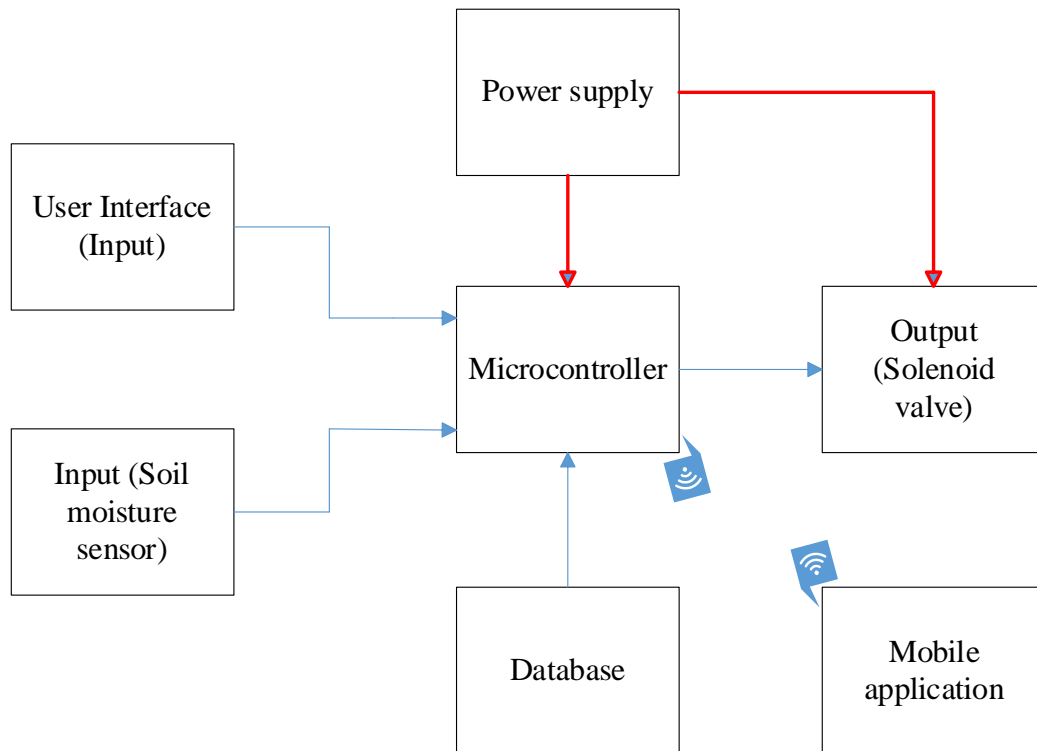 Power supply
User Interface
(Input)
Microcontroller
Output
(Solenoid
valve)
Input (Soil
moisture
sensor)
Database
Mobile
application